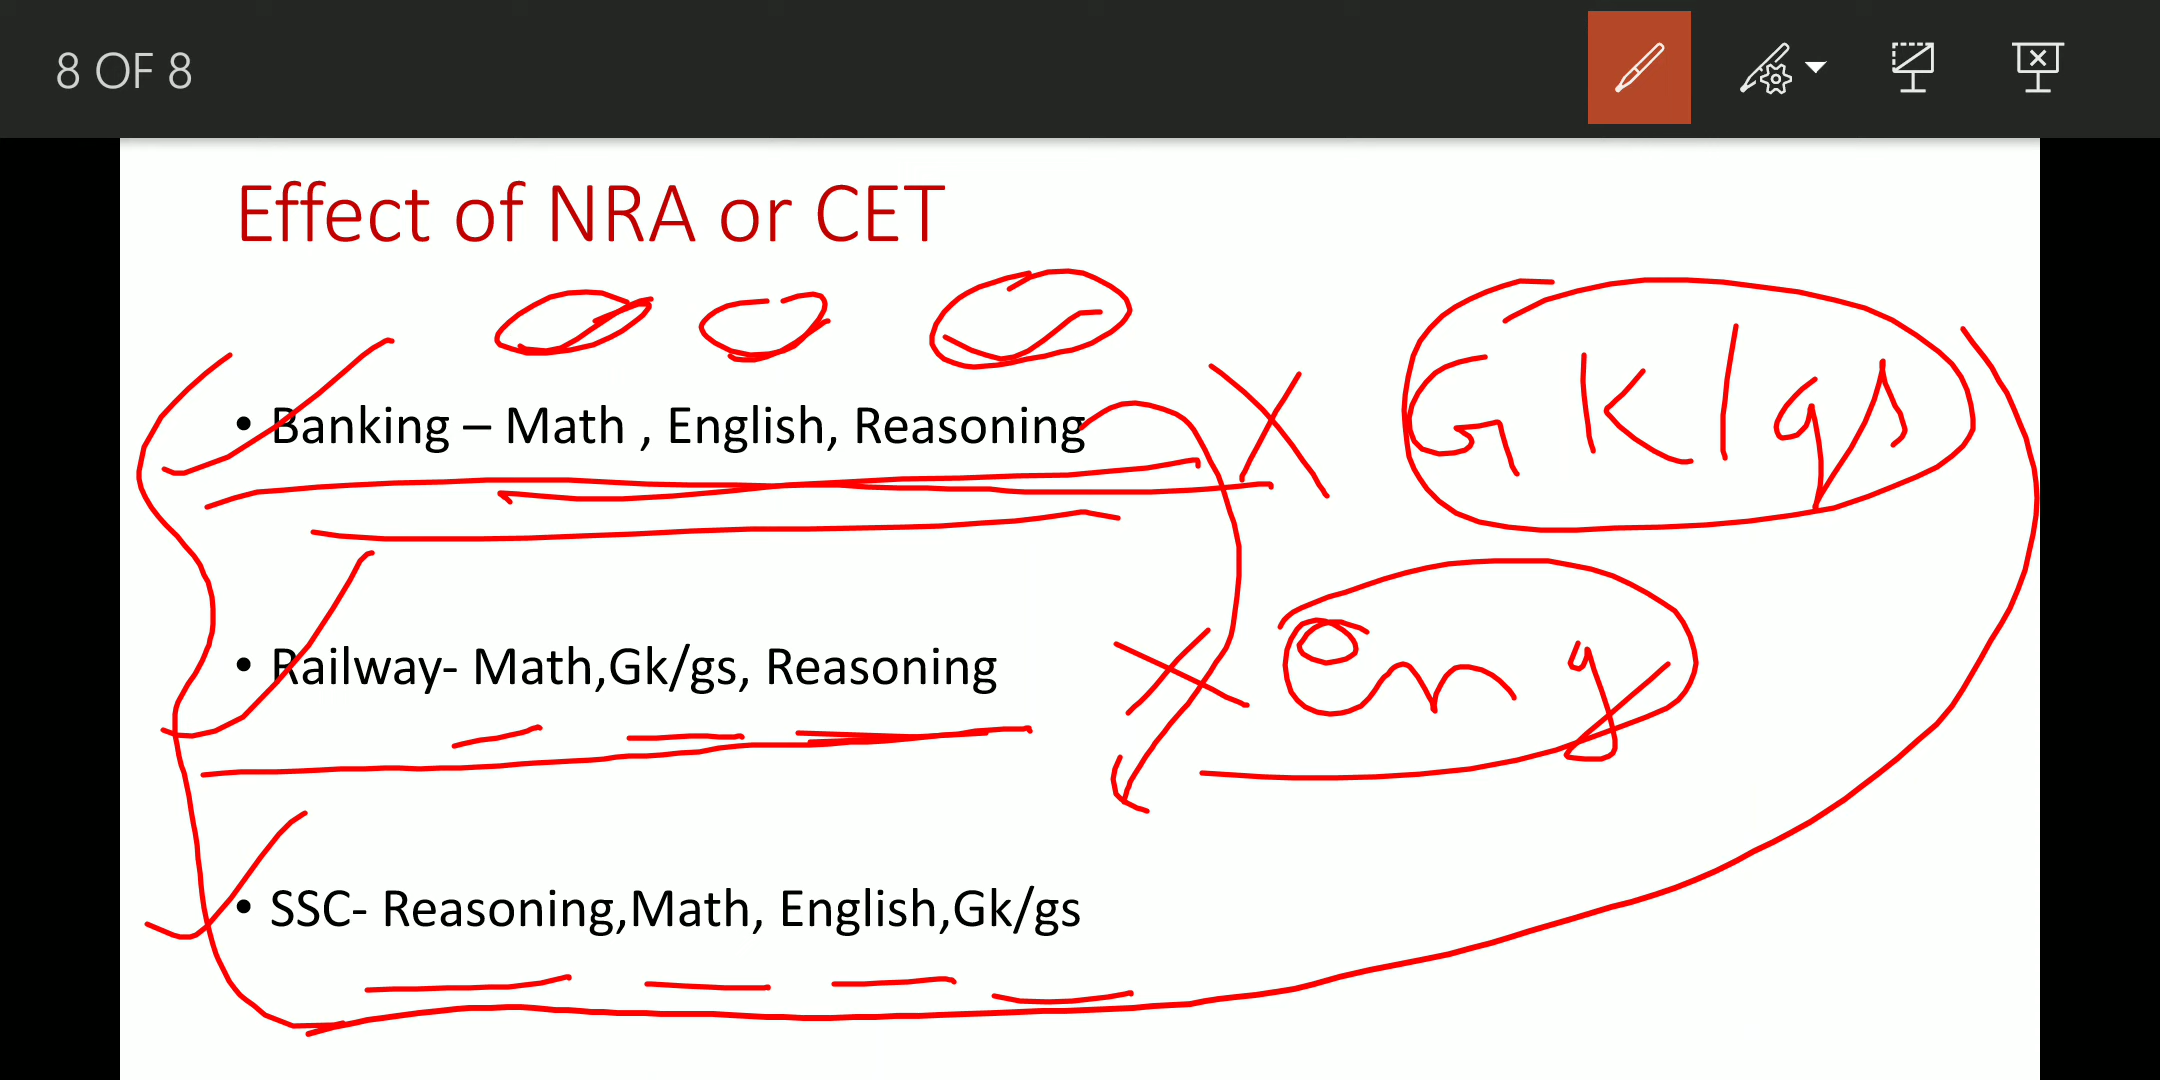 8 OF 8
Effect of NRA or CET
• Banking – Math , English, Reasoning
Gk/gs
• Railway- Math,Gk/gs, Reasoning
Eng
• SSC- Reasoning,Math, English,Gk/gs